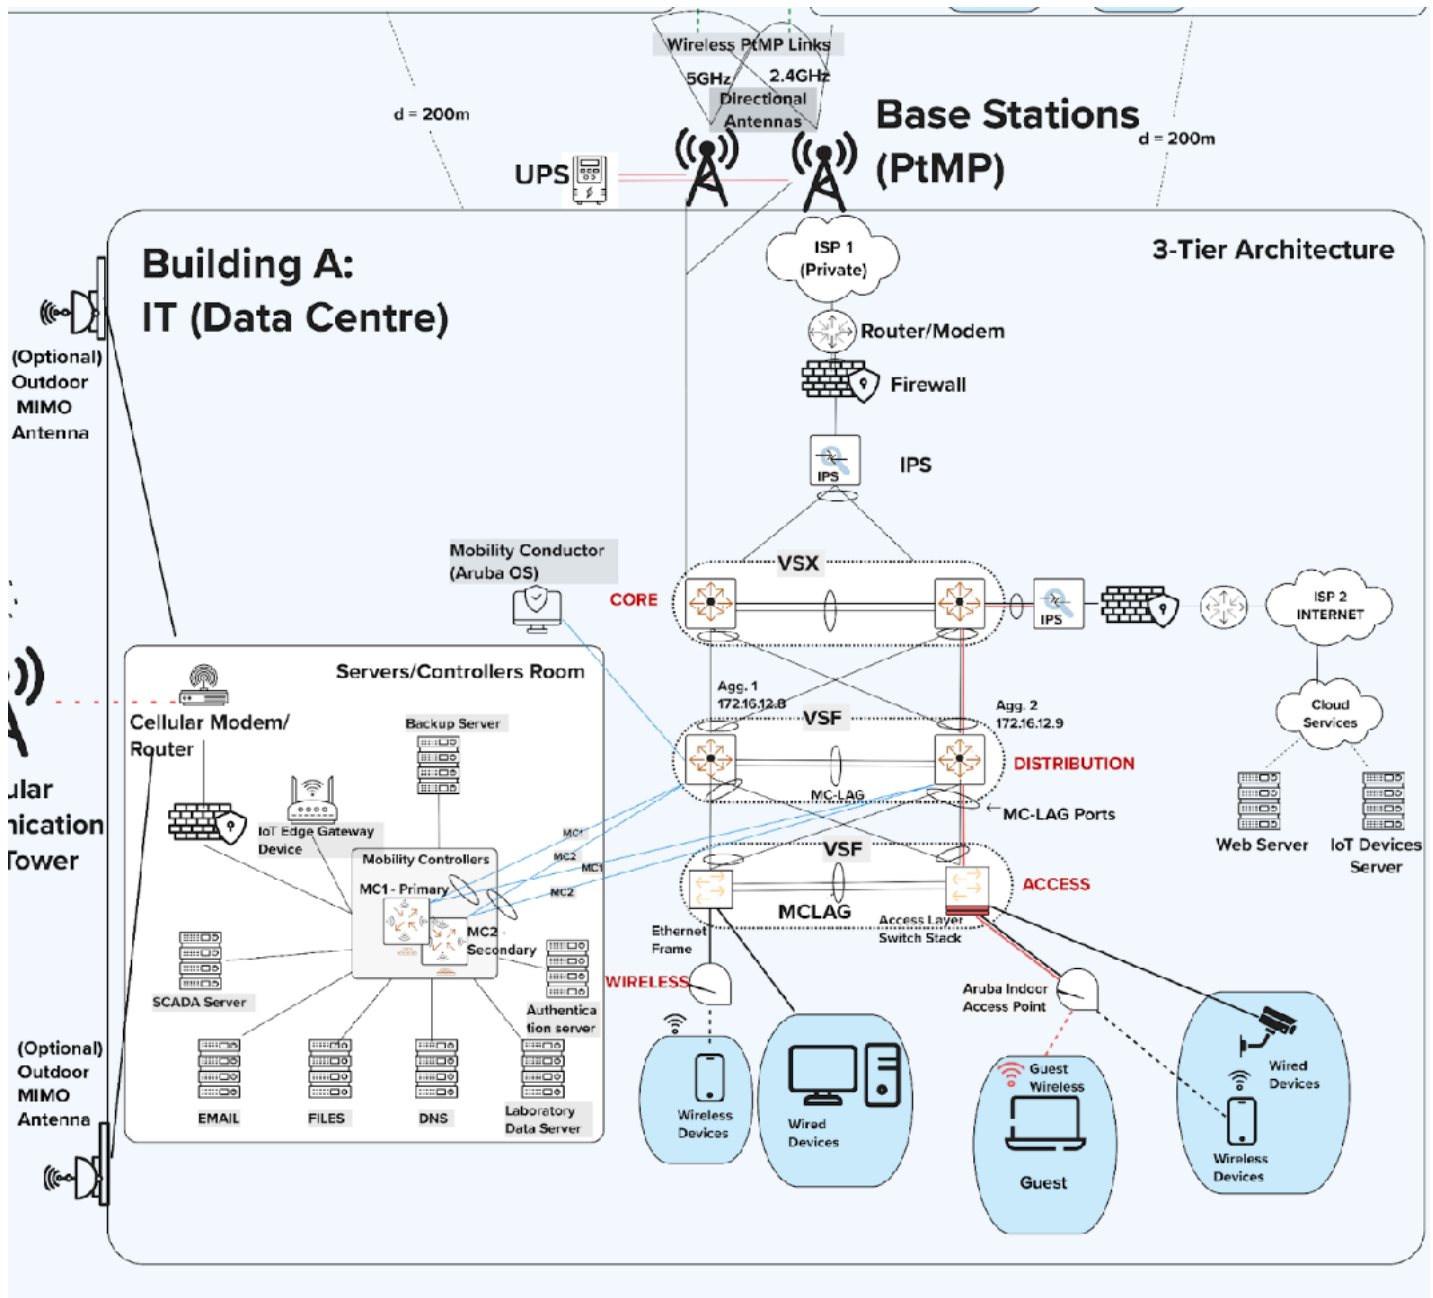 Wireless PtMP Links
5GHz
2.4GHz
Directional
Antennas
d = 200m
Base Stations
(PtMP)
d = 200m
UPS
Building A:
IT (Data Centre)
ISP 1
(Private)
3-Tier Architecture
Router/Modem
Firewall
IPS
IPS
(Optional)
Outdoor
MIMO
Antenna
Mobility Conductor
(Aruba OS)
VSX
CORE
IPS
ISP 2
INTERNET
Servers/Controllers Room
Agg. 1
172.16.12.8
VSF
Agg. 2
172.16.12.9
Cloud
Services
Cellular Modem/
Router
Backup Server
DISTRIBUTION
MC-LAG
MC-LAG Ports
ular
nication
Tower
IoT Edge Gateway
Device
MC1
MC2
MC1
MC2
VSF
Web Server
IoT Devices
Server
Mobility Controllers
MC1 - Primary
MC2 -
Secondary
ACCESS
MCLAG
Access Layer
Switch Stack
Ethernet
Frame
WIRELESS
SCADA Server
Authentica
tion server
Aruba Indoor
Access Point
(Optional)
Outdoor
MIMO
Antenna
EMAIL
FILES
DNS
Laboratory
Data Server
Wireless
Devices
Wired
Devices
Guest
Wireless
Guest
Wired
Devices
Wireless
Devices